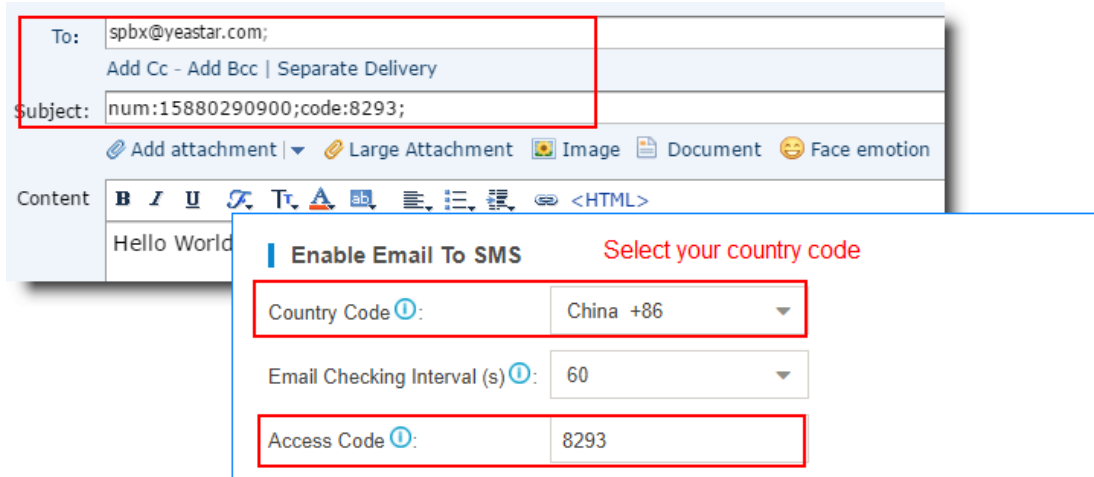 To: spbx@yeastar.com;
Add Cc - Add Bcc | Separate Delivery
Subject: num:15880290900;code:8293;
Add attachment | Large Attachment Image Document Face emotion
Content B I U F Tt A ab <HTML>
Hello World
Enable Email To SMS Select your country code
Country Code : China +86
Email Checking Interval (s) : 60
Access Code : 8293